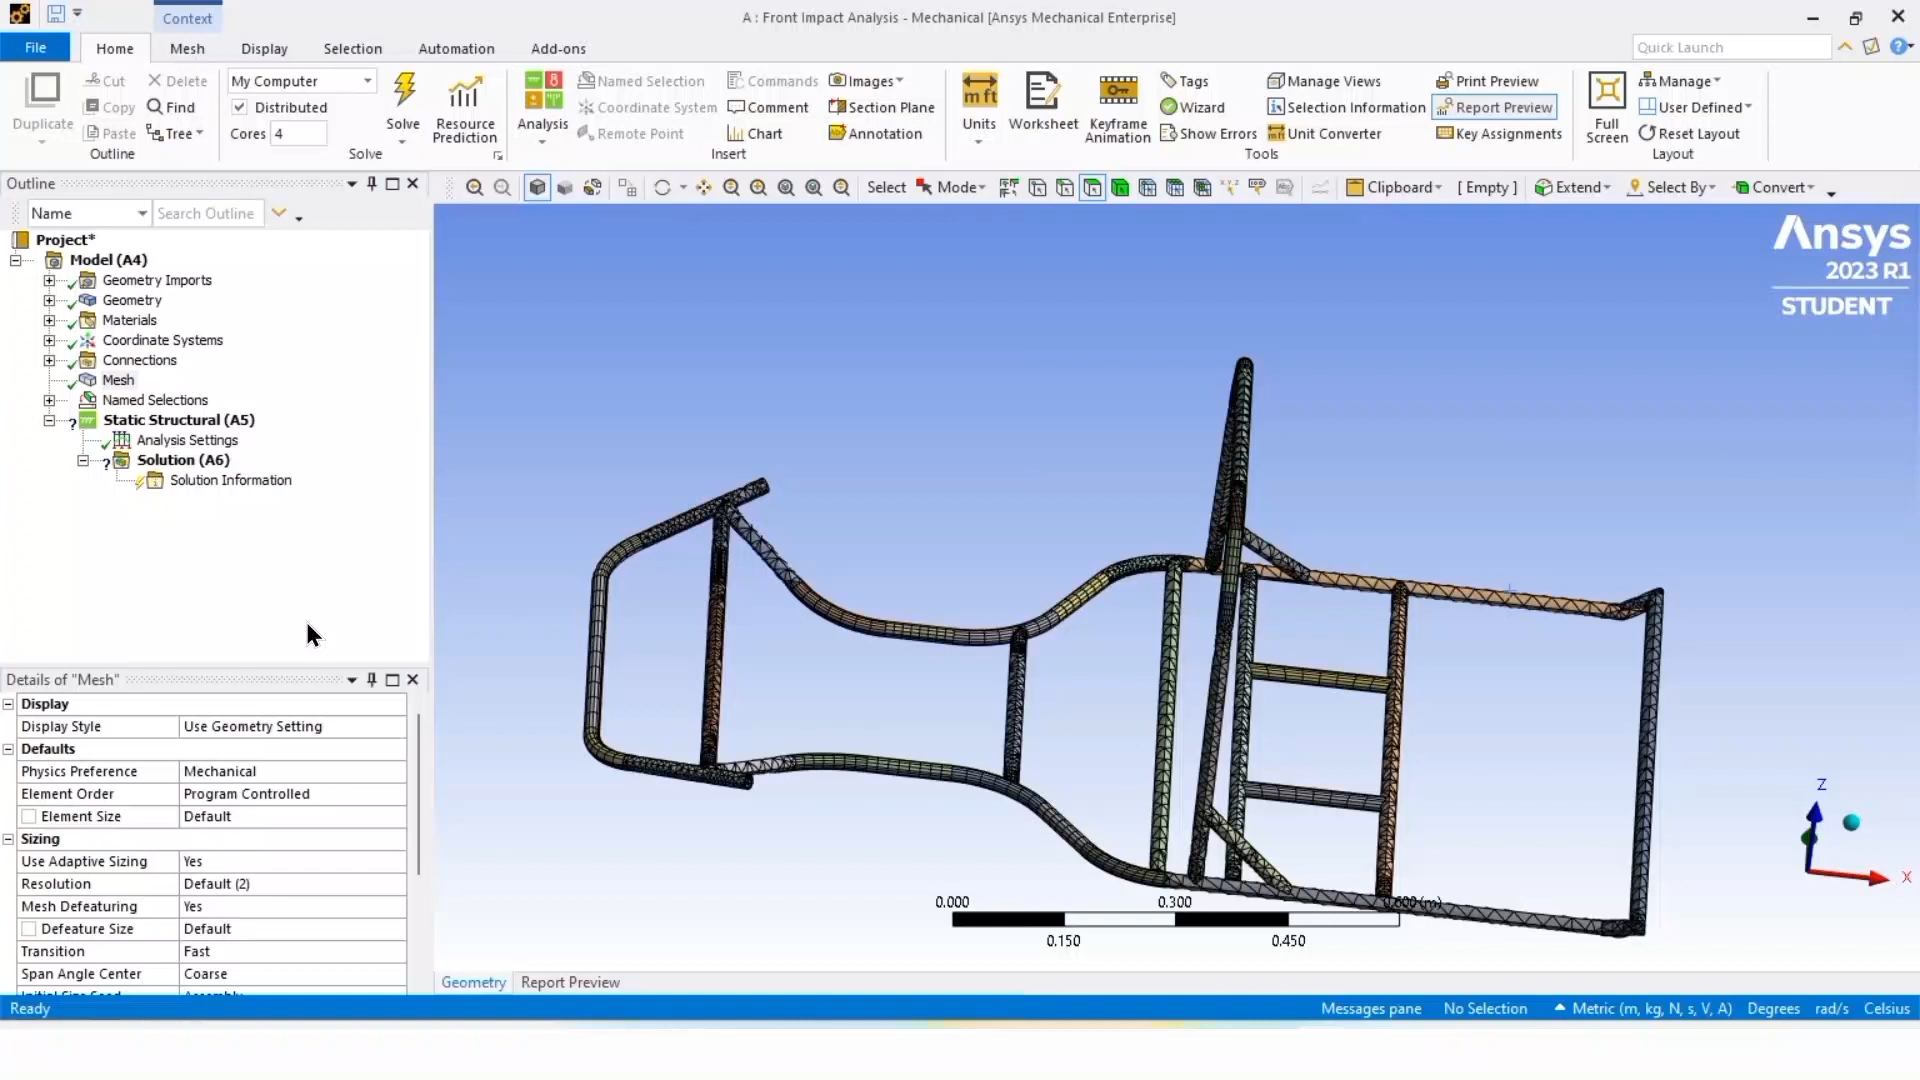 Context
A : Front Impact Analysis - Mechanical [Ansys Mechanical Enterprise]
File Home Mesh Display Selection Automation Add-ons
Quick Launch
Duplicate
Cut
Copy
Paste
Delete
Find
Tree
Outline
My Computer
Distributed
Cores 4
Solve
Resource
Prediction
Solve
Analysis
Named Selection
Coordinate System
Remote Point
Commands
Comment
Chart
Images
Section Plane
Annotation
Insert
Units
Worksheet
Keyframe
Animation
Tags
Wizard
Show Errors
Manage Views
Selection Information
Unit Converter
Print Preview
Report Preview
Key Assignments
Tools
Full
Screen
Manage
User Defined
Reset Layout
Layout
Outline
Select Mode Clipboard [ Empty ] Extend Select By Convert
Name
Search Outline
Project*
Model (A4)
Geometry Imports
Geometry
Materials
Coordinate Systems
Connections
Mesh
Named Selections
Static Structural (A5)
Analysis Settings
Solution (A6)
Solution Information
Ansys
2023 R1
STUDENT
Details of "Mesh"
Display
Display Style Use Geometry Setting
Defaults
Physics Preference Mechanical
Element Order Program Controlled
Element Size Default
Sizing
Use Adaptive Sizing Yes
Resolution Default (2)
Mesh Defeaturing Yes
Defeature Size Default
Transition Fast
Span Angle Center Coarse
Z
X
0.000 0.300 0.600 (m)
0.150 0.450
Geometry Report Preview
Ready
Messages pane No Selection Metric (m, kg, N, s, V, A) Degrees rad/s Celsius